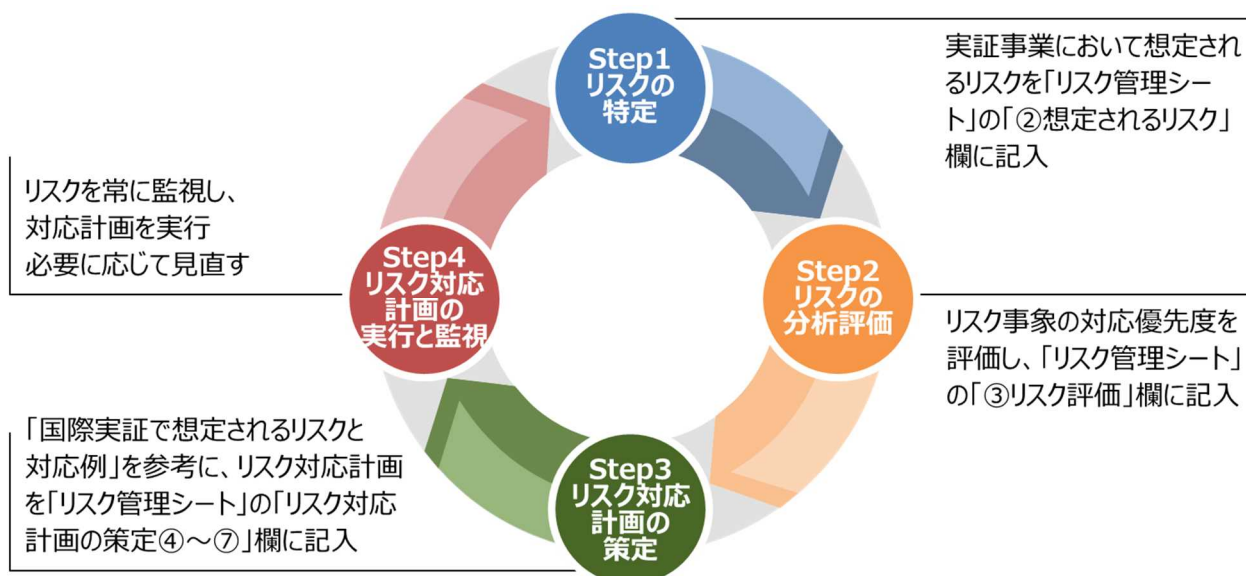 Step1
リスクの
特定
実証事業において想定され
るリスクを「リスク管理シー
ト」の「②想定されるリスク」
欄に記入
Step2
リスクの
分析評価
リスク事象の対応優先度を
評価し、「リスク管理シート」
の「③リスク評価」欄に記入
Step3
リスク対応
計画の
策定
「国際実証で想定されるリスクと
対応例」を参考に、リスク対応計画
を「リスク管理シート」の「リスク対応
計画の策定④～⑦」欄に記入
Step4
リスク対応
計画の
実行と監視
リスクを常に監視し、
対応計画を実行
必要に応じて見直す